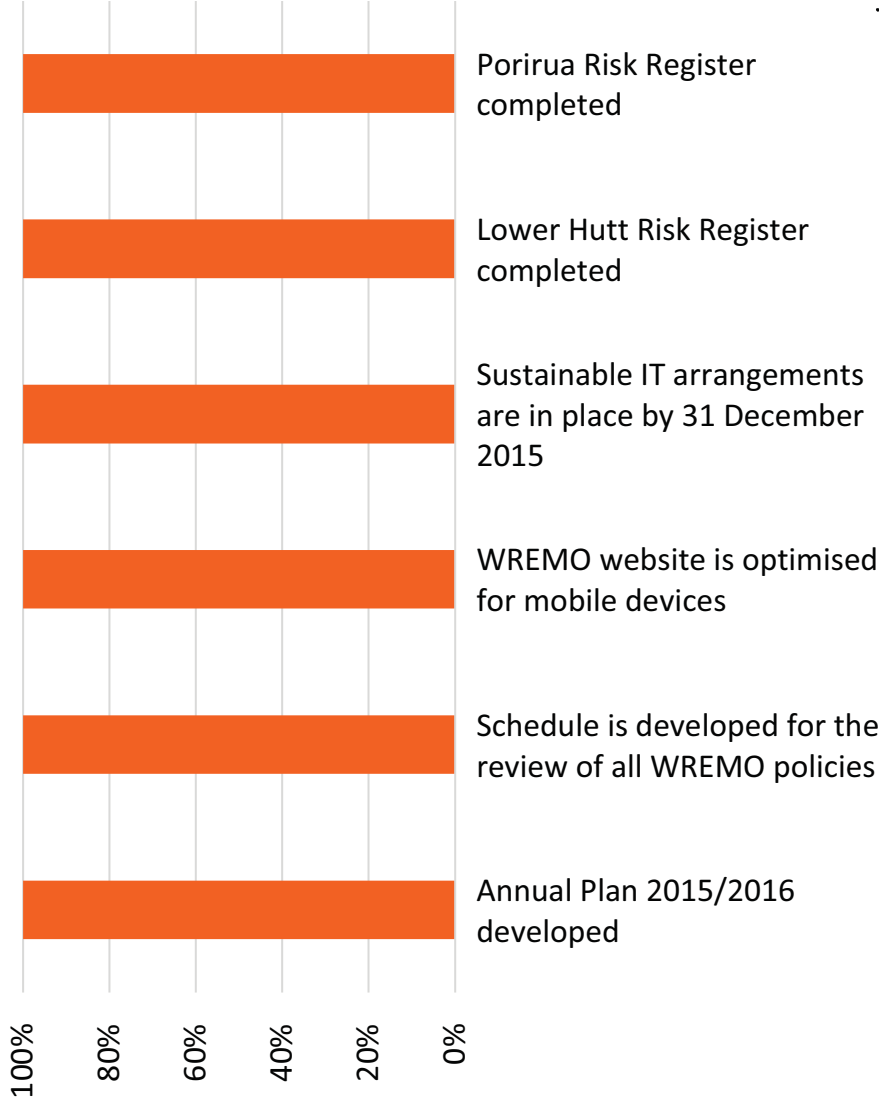 Porirua Risk Register
completed
Lower Hutt Risk Register
completed
Sustainable IT arrangements
are in place by 31 December
2015
WREMO website is optimised
for mobile devices
Schedule is developed for the
review of all WREMO policies
Annual Plan 2015/2016
developed
100%
80%
60%
40%
20%
0%